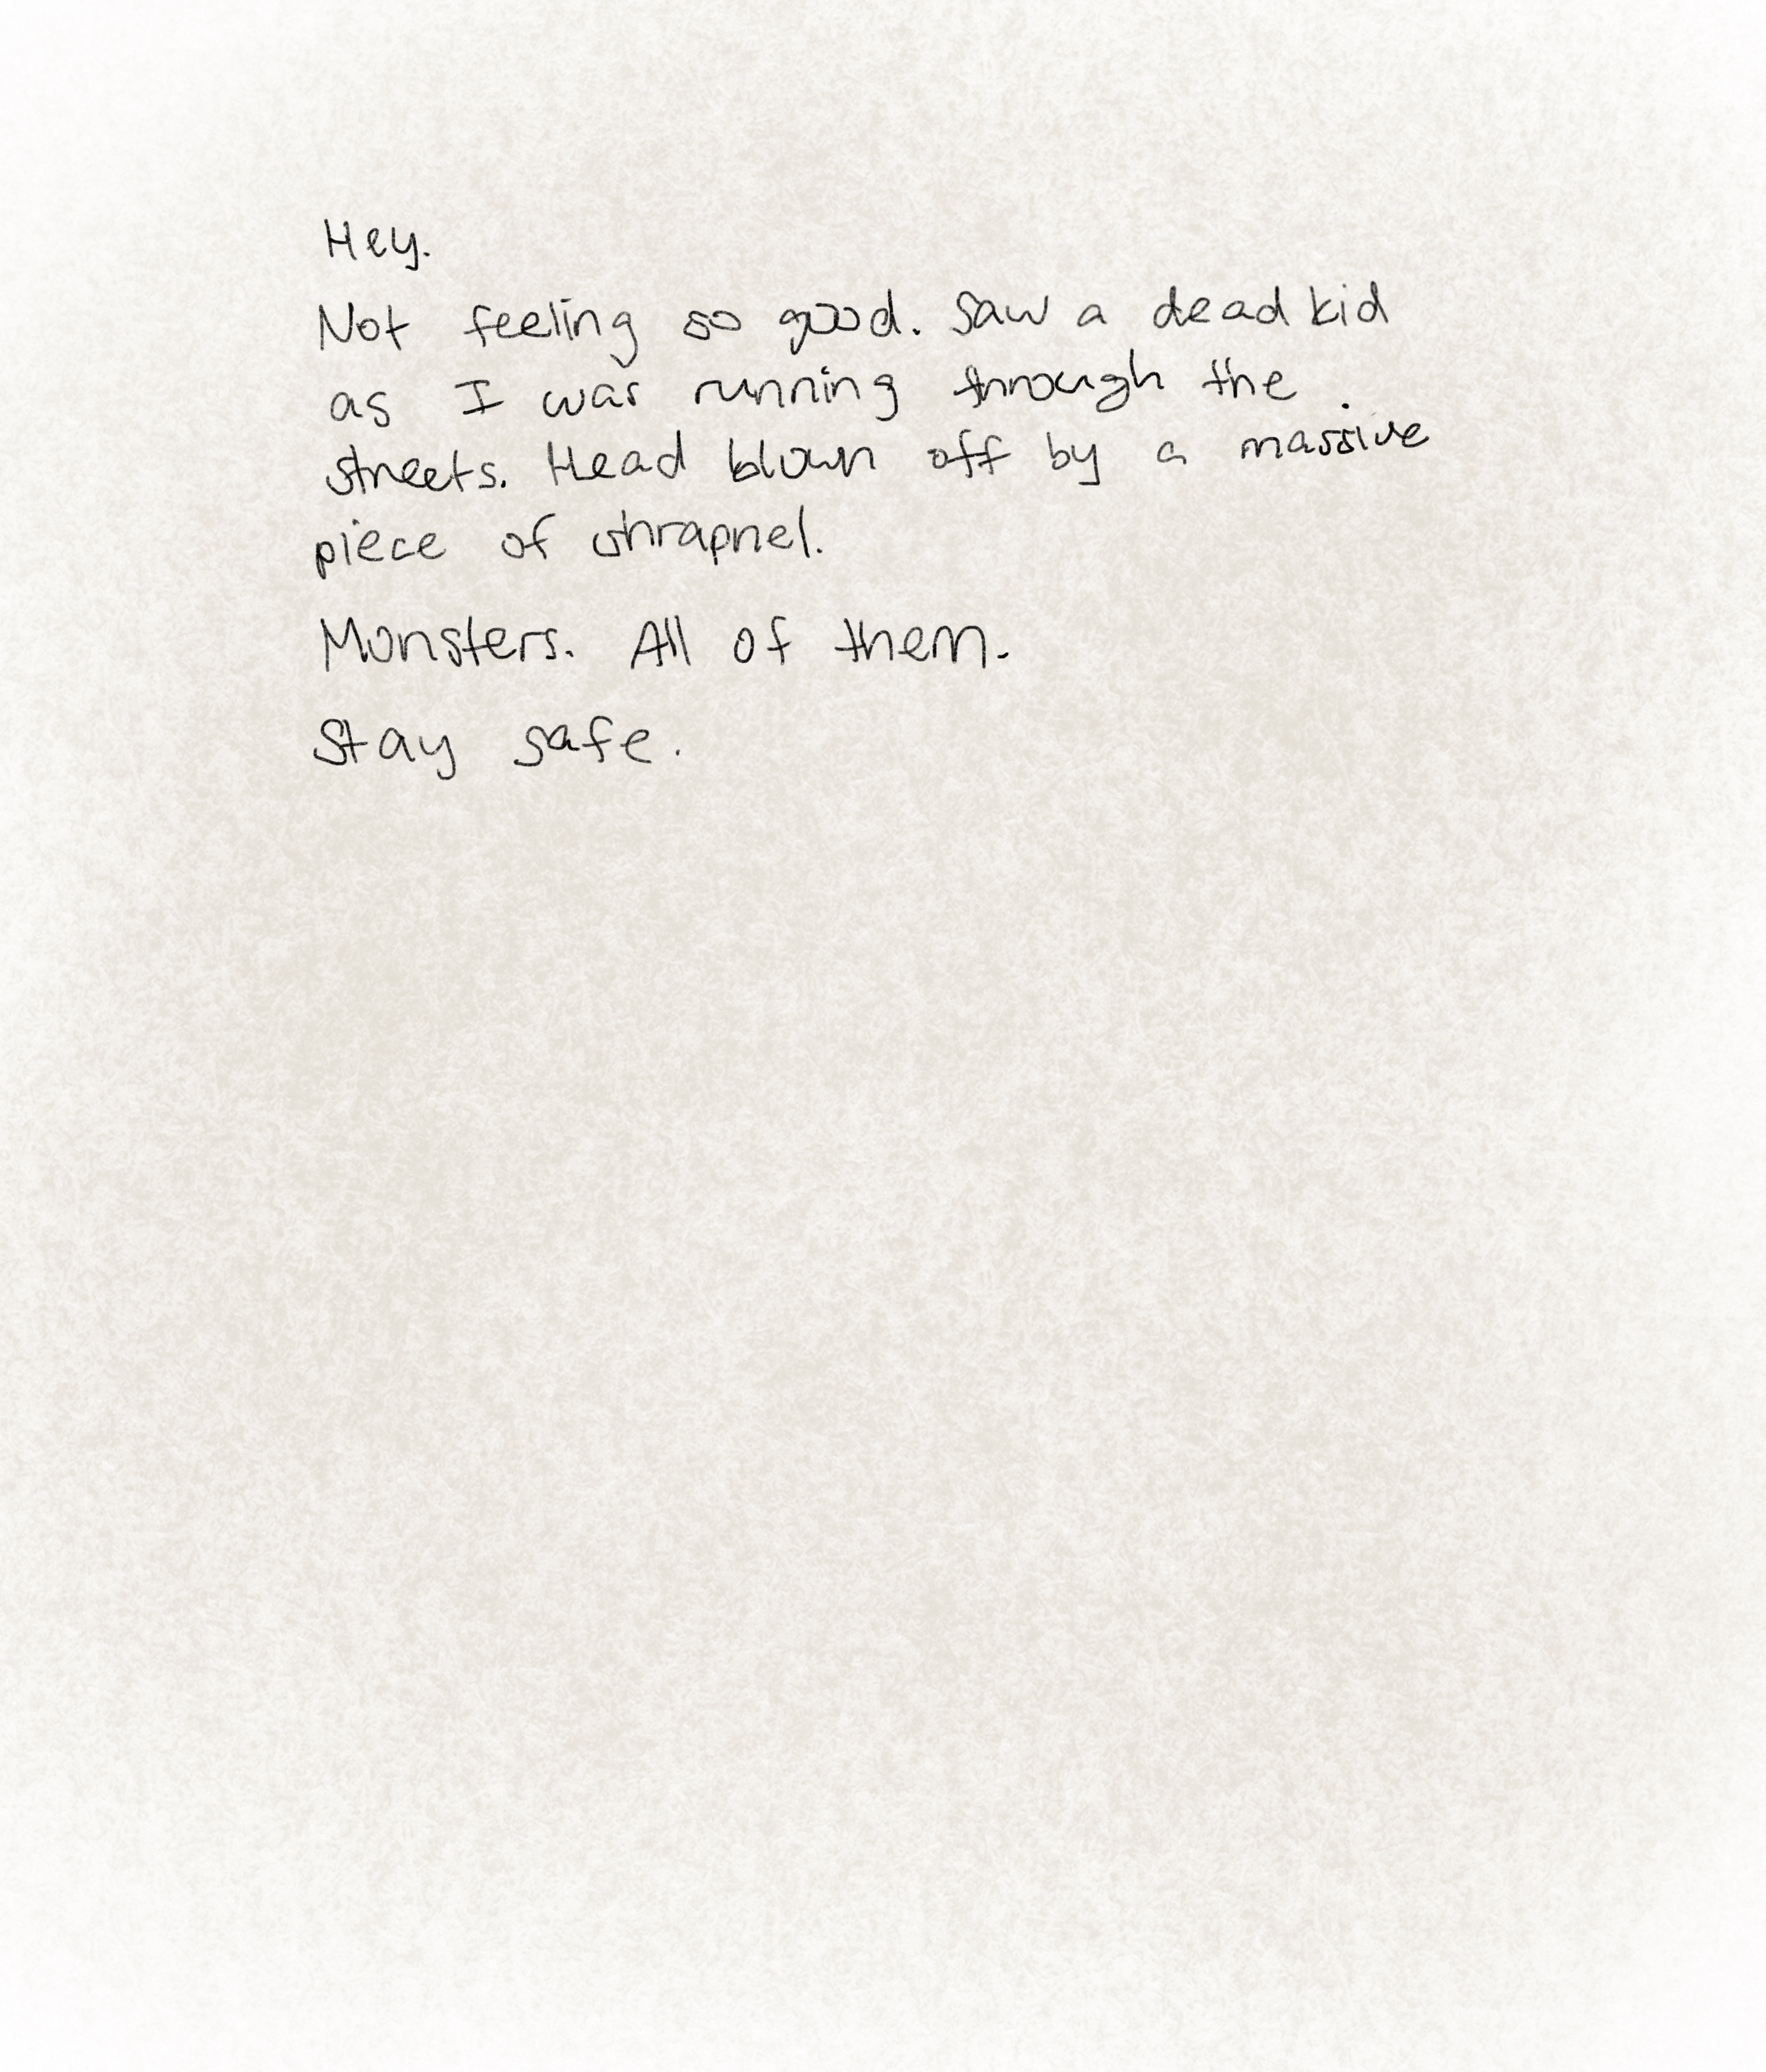 Hey.
Not feeling so good. Saw a dead kid
as I was running through the
streets. Head blown off by a massive
piece of shrapnel.
Monsters. All of them.
Stay safe.